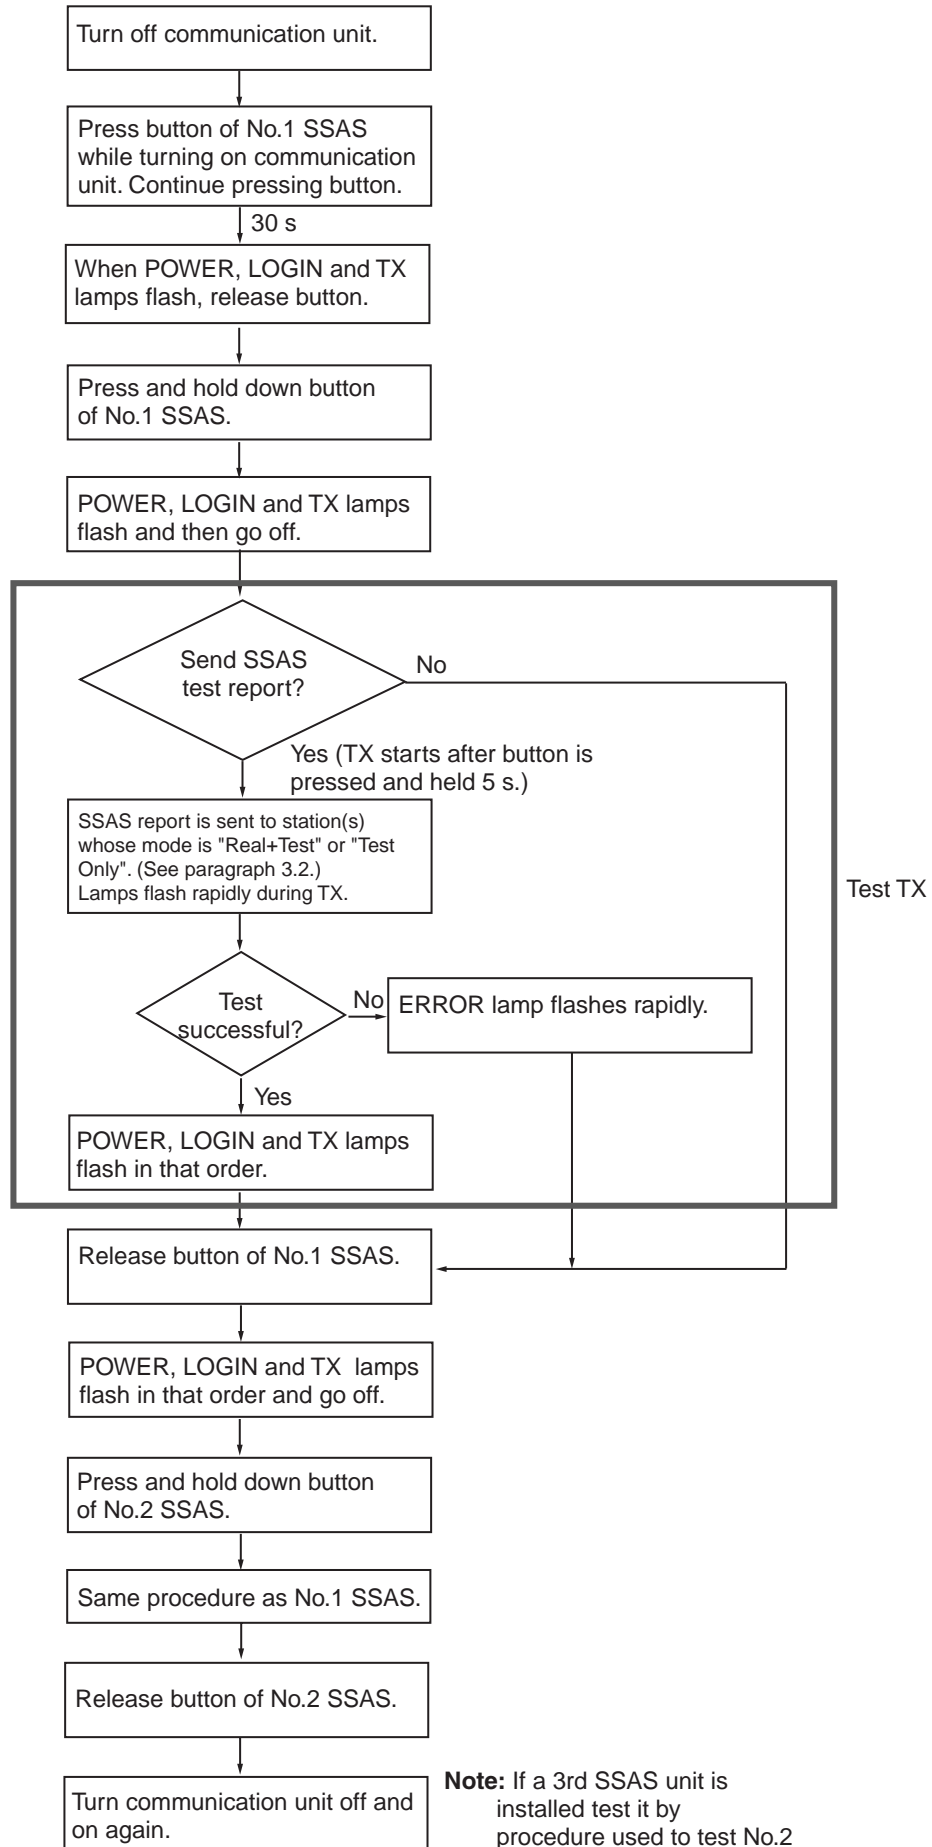 Turn off communication unit.
Press button of No.1 SSAS
while turning on communication
unit. Continue pressing button.
30 s
When POWER, LOGIN and TX
lamps flash, release button.
Press and hold down button
of No.1 SSAS.
POWER, LOGIN and TX lamps
flash and then go off.
Send SSAS
test report?
No
Yes (TX starts after button is
pressed and held 5 s.)
SSAS report is sent to station(s)
whose mode is "Real+Test" or "Test
Only". (See paragraph 3.2.)
Lamps flash rapidly during TX.
Test TX
Test
successful?
No
ERROR lamp flashes rapidly.
Yes
POWER, LOGIN and TX lamps
flash in that order.
Release button of No.1 SSAS.
POWER, LOGIN and TX lamps
flash in that order and go off.
Press and hold down button
of No.2 SSAS.
Same procedure as No.1 SSAS.
Release button of No.2 SSAS.
Turn communication unit off and
on again.
Note: If a 3rd SSAS unit is
installed test it by
procedure used to test No.2